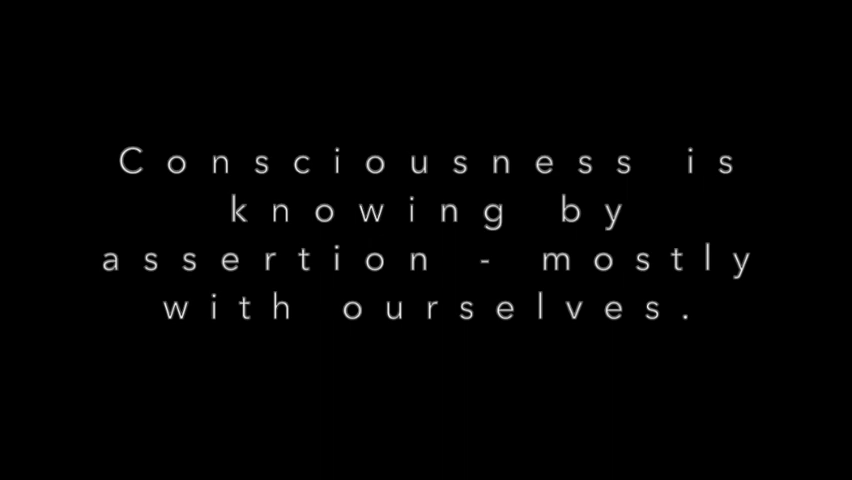 Consciousness is
knowing by
assertion - mostly
with ourselves.